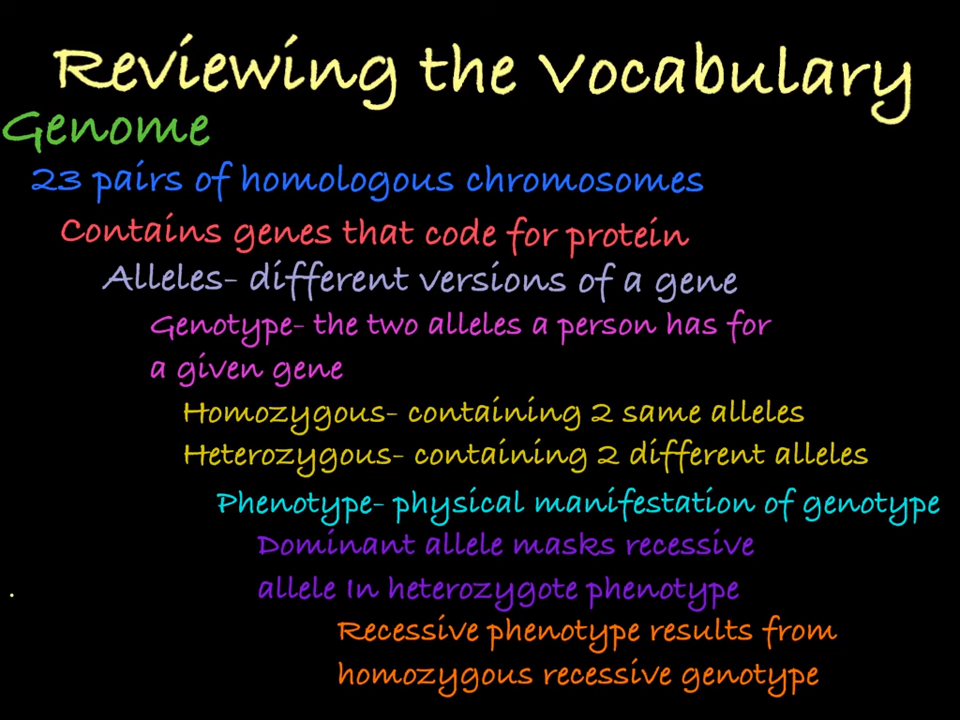 Reviewing the Vocabulary
Genome
23 pairs of homologous chromosomes
Contains genes that code for protein
Alleles- different versions of a gene
Genotype- the two alleles a person has for
a given gene
Homozygous- containing 2 same alleles
Heterozygous- containing 2 different alleles
Phenotype- physical manifestation of genotype
Dominant allele masks recessive
allele In heterozygote phenotype
Recessive phenotype results from
homozygous recessive genotype